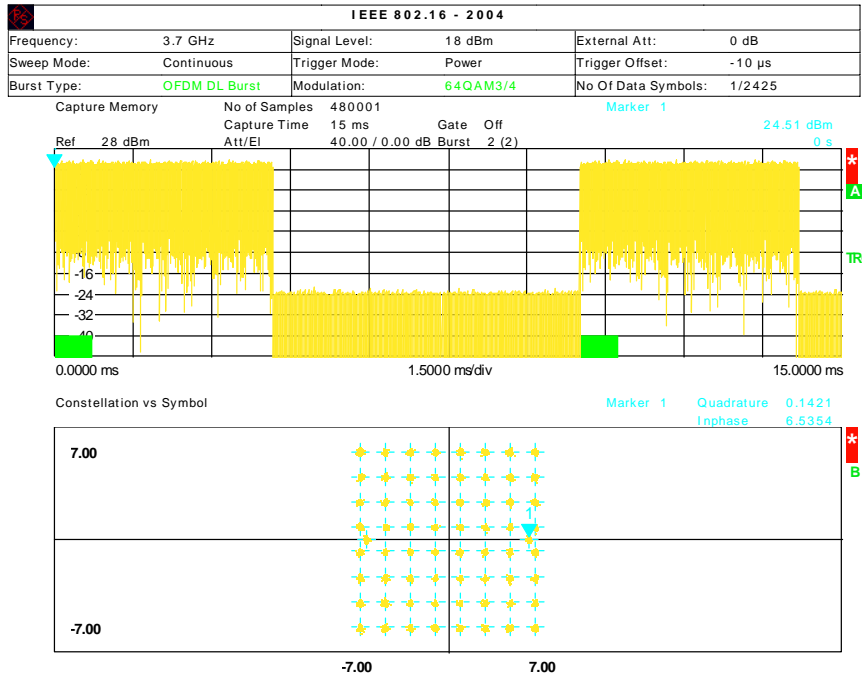 IEEE 802.16 - 2004
Frequency: 3.7 GHz Signal Level: 18 dBm External Att: 0 dB
Sweep Mode: Continuous Trigger Mode: Power Trigger Offset: -10 µs
Burst Type: OFDM DL Burst Modulation: 64QAM3/4 No Of Data Symbols: 1/2425
Capture Memory No of Samples 480001 Marker 1
Capture Time 15 ms Gate Off 24.51 dBm
Ref 28 dBm Att/El 40.00 / 0.00 dB Burst 2 (2) 0 s
*
A
TR
-16
-24
-32
0.0000 ms 1.5000 ms/div 15.0000 ms
Constellation vs Symbol Marker 1 Quadrature 0.1421
Inphase 6.5354
*
7.00
B
1
-7.00
-7.00 7.00